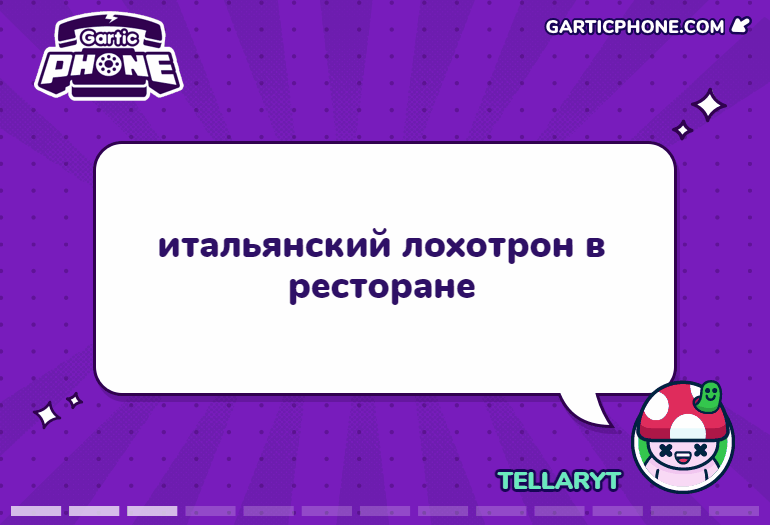 Gartic
PHONE
GARTICPHONE.COM
итальянский лохотрон в
ресторане
TELLARYT